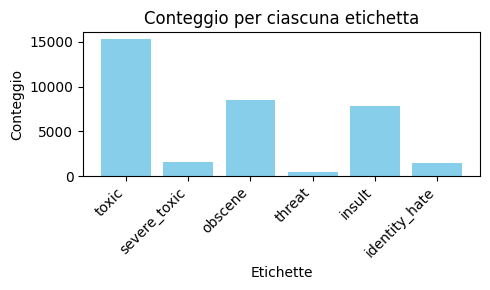 Conteggio per ciascuna etichetta
15000
10000
5000
0
Conteggio
toxic
severe_toxic
obscene
threat
insult
identity_hate
Etichette